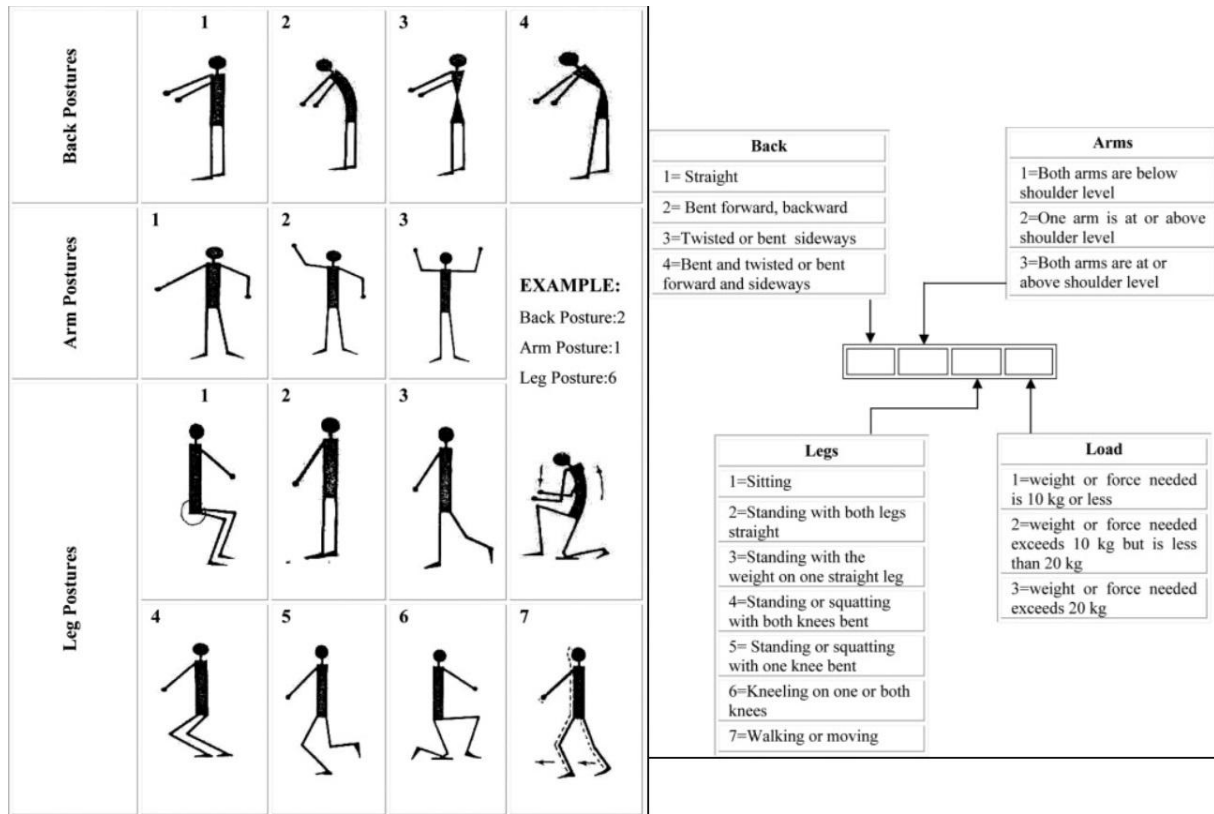 Back Postures
1
2
3
4
Arm Postures
1
2
3
EXAMPLE:
Back Posture:2
Arm Posture:1
Leg Posture:6
Leg Postures
1
2
3
4
5
6
7
Back
1= Straight
2= Bent forward, backward
3=Twisted or bent sideways
4=Bent and twisted or bent
forward and sideways
Arms
1=Both arms are below
shoulder level
2=One arm is at or above
shoulder level
3=Both arms are at or
above shoulder level
Legs
1=Sitting
2=Standing with both legs
straight
3=Standing with the
weight on one straight leg
4=Standing or squatting
with both knees bent
5= Standing or squatting
with one knee bent
6=Kneeling on one or both
knees
7=Walking or moving
Load
1=weight or force needed
is 10 kg or less
2=weight or force needed
exceeds 10 kg but is less
than 20 kg
3=weight or force needed
exceeds 20 kg